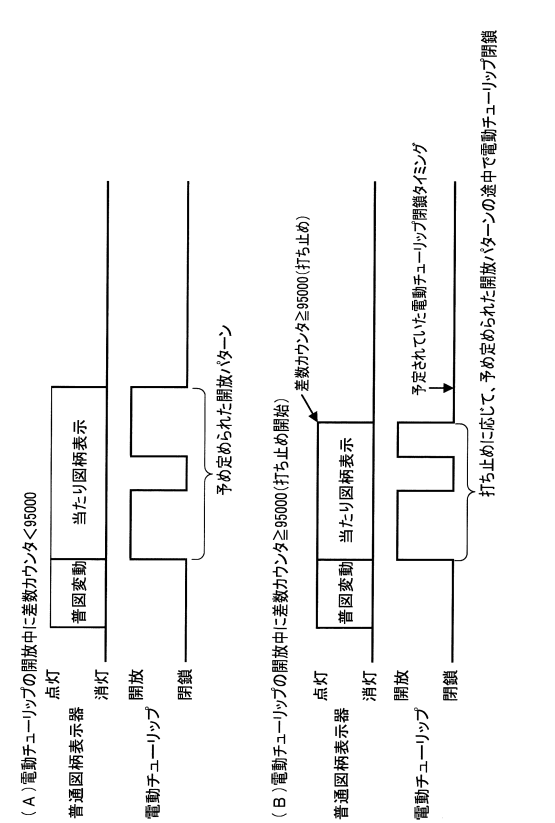 (A)電動チューリップの開放中に差数カウンタ<95000
普通図柄表示器
点灯
消灯
普図変動
当たり図柄表示
電動チューリップ
開放
閉鎖
予め定められた開放パターン
(B)電動チューリップの開放中に差数カウンタ≧95000(打ち止め開始)
普通図柄表示器
点灯
消灯
普図変動
当たり図柄表示
差数カウンタ≧95000(打ち止め)
電動チューリップ
開放
閉鎖
予定されていた電動チューリップ閉鎖タイミング
打ち止めに応じて、予め定められた開放パターンの途中で電動チューリップ閉鎖